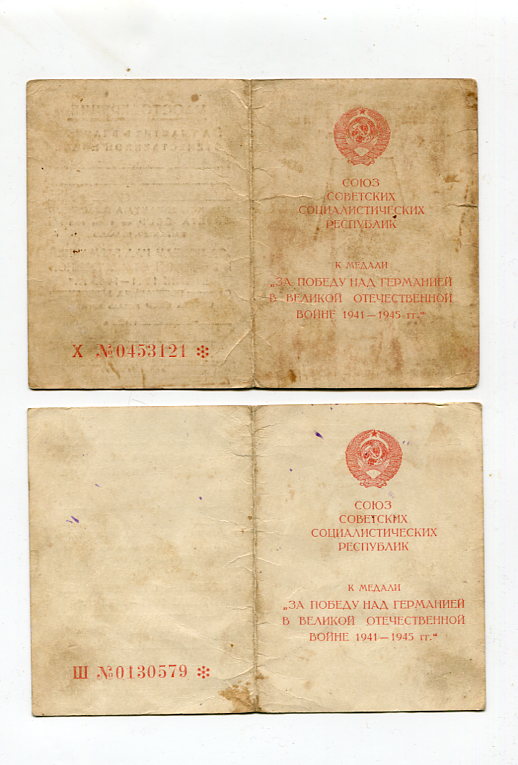 СОЮЗ
СОВЕТСКИХ
СОЦИАЛИСТИЧЕСКИХ
РЕСПУБЛИК
К МЕДАЛИ
„ЗА ПОБЕДУ НАД ГЕРМАНИЕЙ
В ВЕЛИКОЙ ОТЕЧЕСТВЕННОЙ
ВОЙНЕ 1941—1945 гг.“
Х №0453121 ✻
СОЮЗ
СОВЕТСКИХ
СОЦИАЛИСТИЧЕСКИХ
РЕСПУБЛИК
К МЕДАЛИ
„ЗА ПОБЕДУ НАД ГЕРМАНИЕЙ
В ВЕЛИКОЙ ОТЕЧЕСТВЕННОЙ
ВОЙНЕ 1941—1945 гг.“
Ш №0130579 ✻